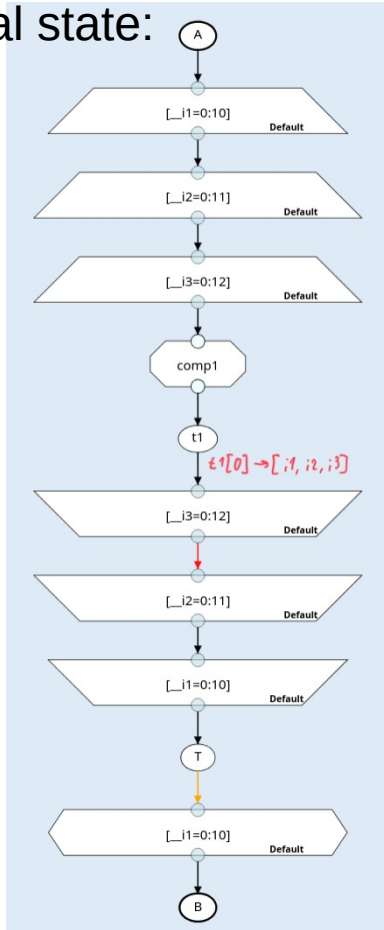 al state:
A
[__i1=0:10]
Default
[__i2=0:11]
Default
[__i3=0:12]
Default
comp1
t1
t1[0] → [i1, i2, i3]
[__i3=0:12]
Default
[__i2=0:11]
Default
[__i1=0:10]
Default
T
[__i1=0:10]
Default
B